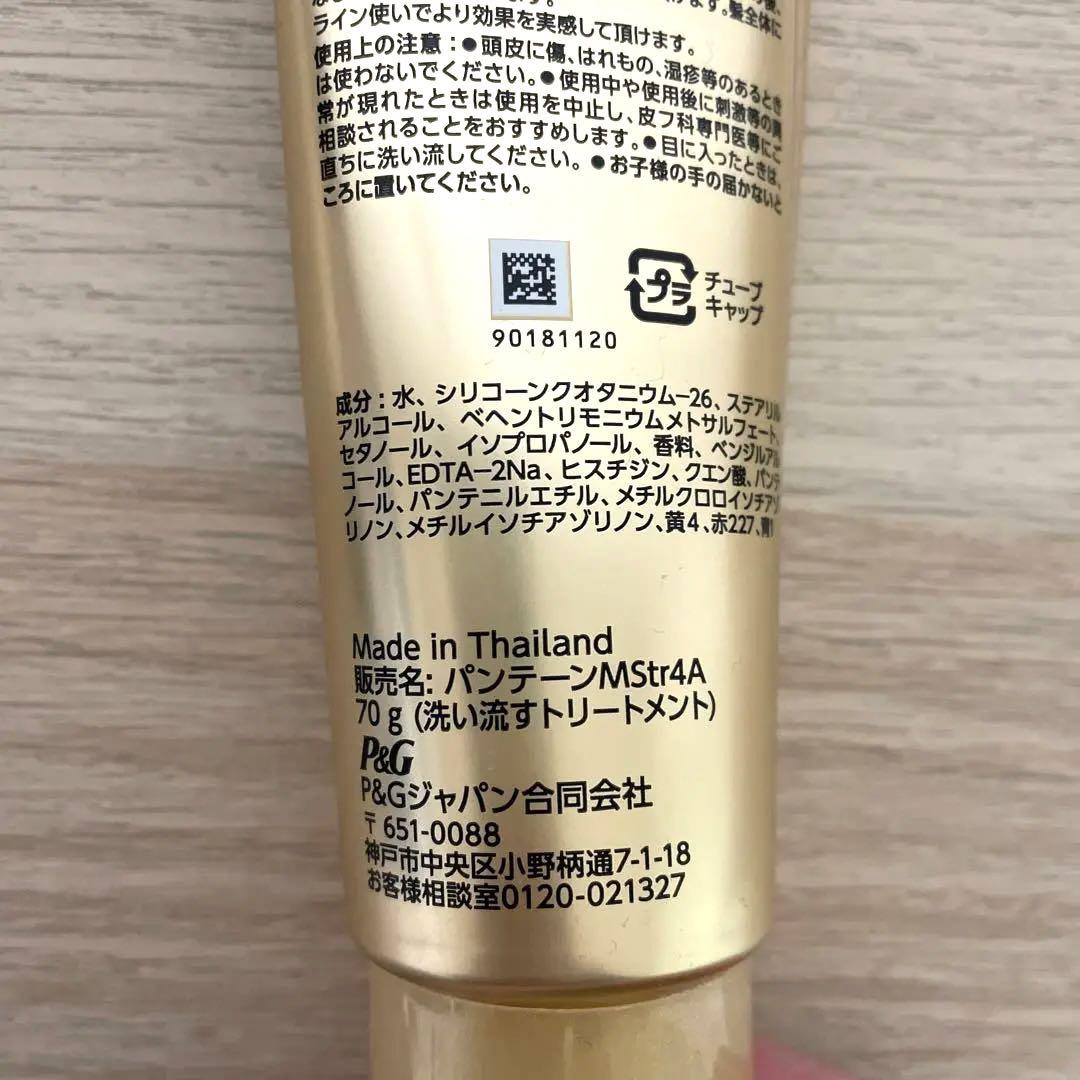 ます。髪全体に
ライン使いでより効果を実感して頂けます。
使用上の注意：●頭皮に傷、はれもの、湿疹等のあるとき
は使わないでください。●使用中や使用後に刺激等の異
常が現れたときは使用を中止し、皮フ科専門医等にご
相談されることをおすすめします。●目に入ったときは、
直ちに洗い流してください。●お子様の手の届かないと
ころに置いてください。
プラ
チューブ
キャップ
90181120
成分：水、シリコーンクオタニウム-26、ステアリル
アルコール、ベヘントリモニウムメトサルフェート、
セタノール、イソプロパノール、香料、ベンジルアル
コール、EDTA-2Na、ヒスチジン、クエン酸、パンテ
ノール、パンテニルエチル、メチルクロロイソチアゾ
リノン、メチルイソチアゾリノン、黄4、赤227、青1
Made in Thailand
販売名: パンテーンMStr4A
70 g (洗い流すトリートメント)
P&G
P&Gジャパン合同会社
〒651-0088
神戸市中央区小野柄通7-1-18
お客様相談室0120-021327